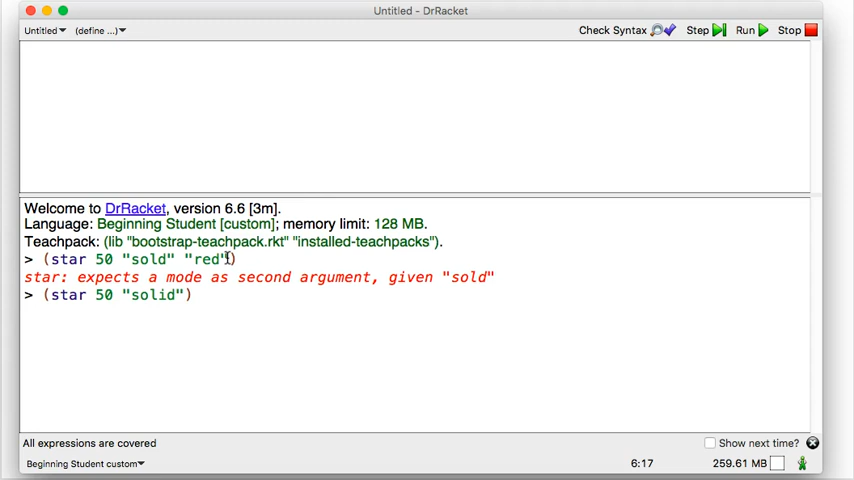 Untitled - DrRacket
Untitled (define ...) Check Syntax Step Run Stop
Welcome to DrRacket, version 6.6 [3m].
Language: Beginning Student [custom]; memory limit: 128 MB.
Teachpack: (lib "bootstrap-teachpack.rkt" "installed-teachpacks").
> (star 50 "sold" "red")
star: expects a mode as second argument, given "sold"
> (star 50 "solid")
All expressions are covered Show next time?
Beginning Student custom 6:17 259.61 MB